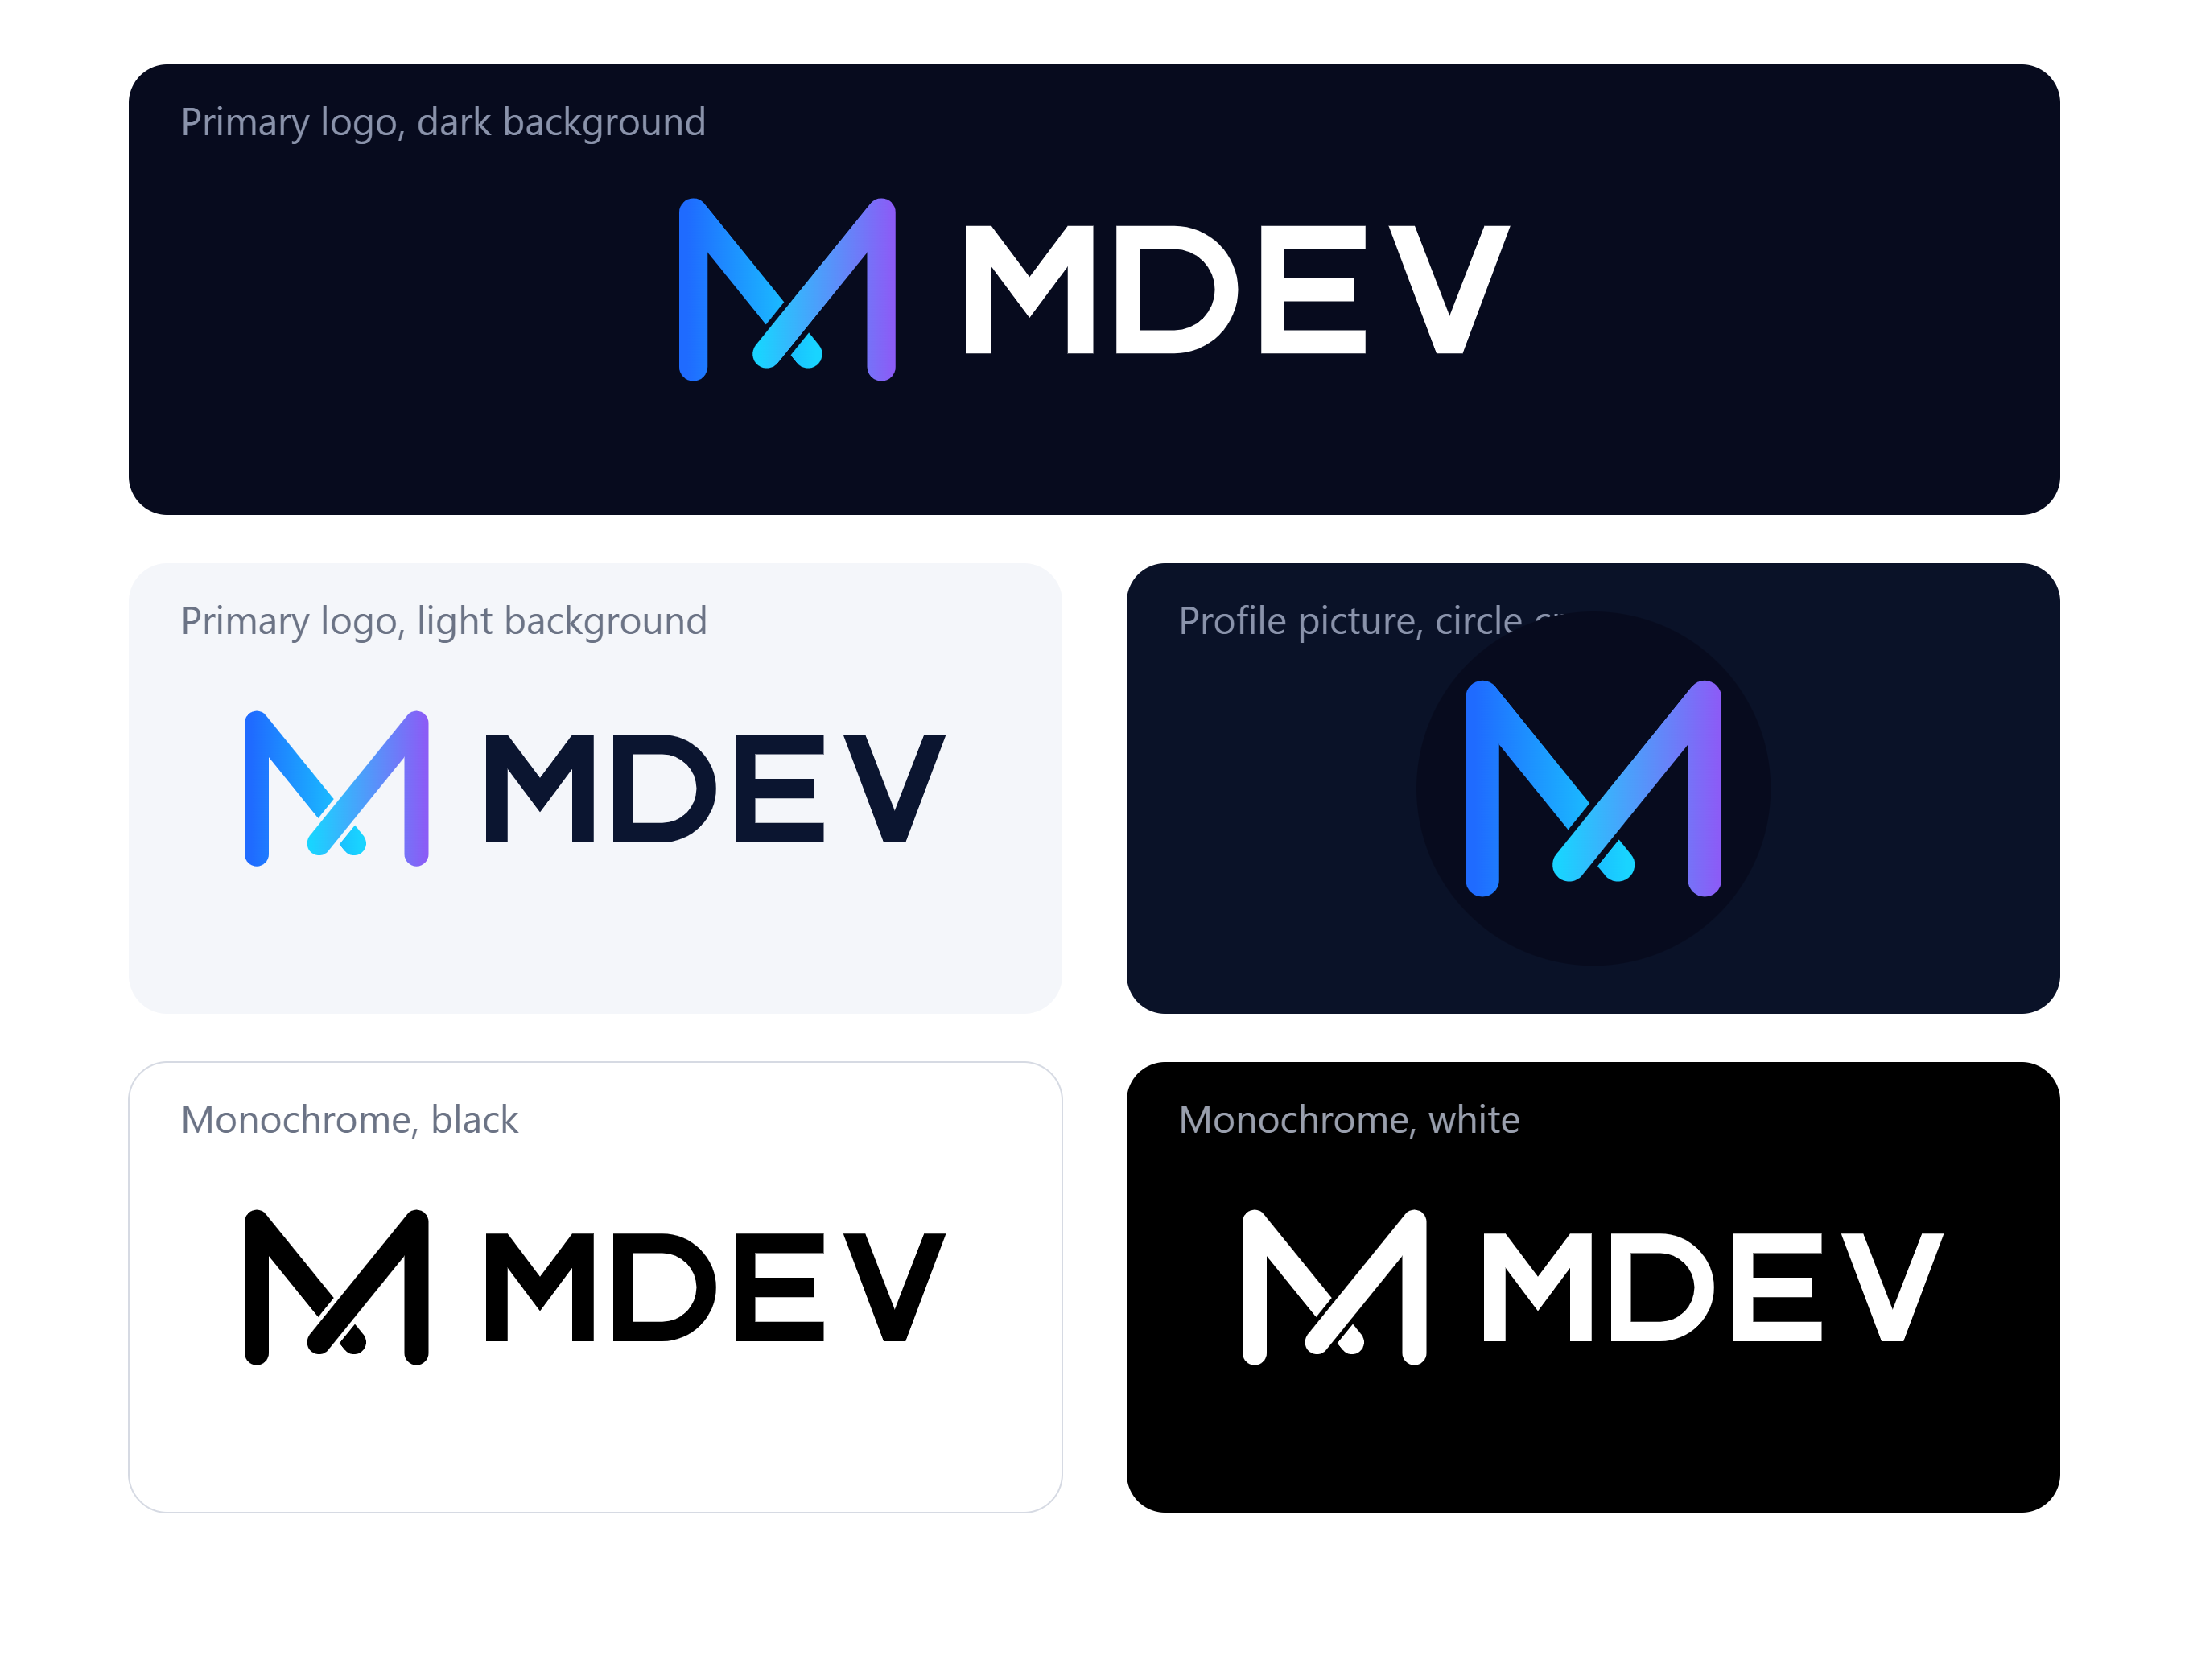 Primary logo, dark background
MDEV
Primary logo, light background
MDEV
Profile picture, circle
Monochrome, black
MDEV
Monochrome, white
MDEV